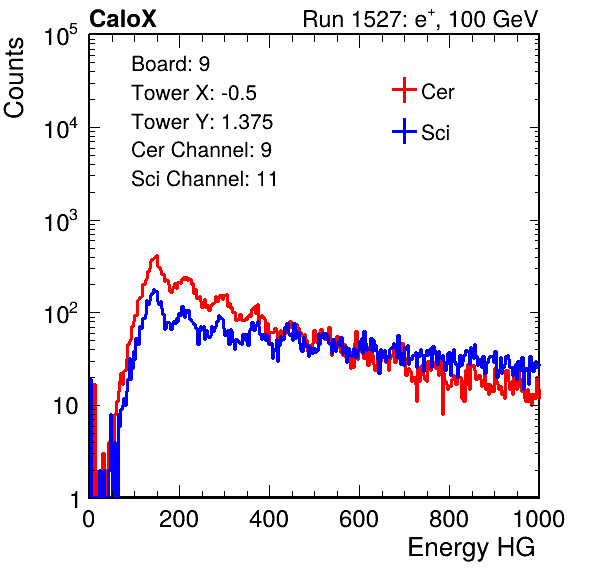 CaloX Run 1527: e⁺, 100 GeV
Counts
10⁵
10⁴
10³
10²
10
1
Board: 9
Tower X: -0.5
Tower Y: 1.375
Cer Channel: 9
Sci Channel: 11
Cer
Sci
0 200 400 600 800 1000
Energy HG